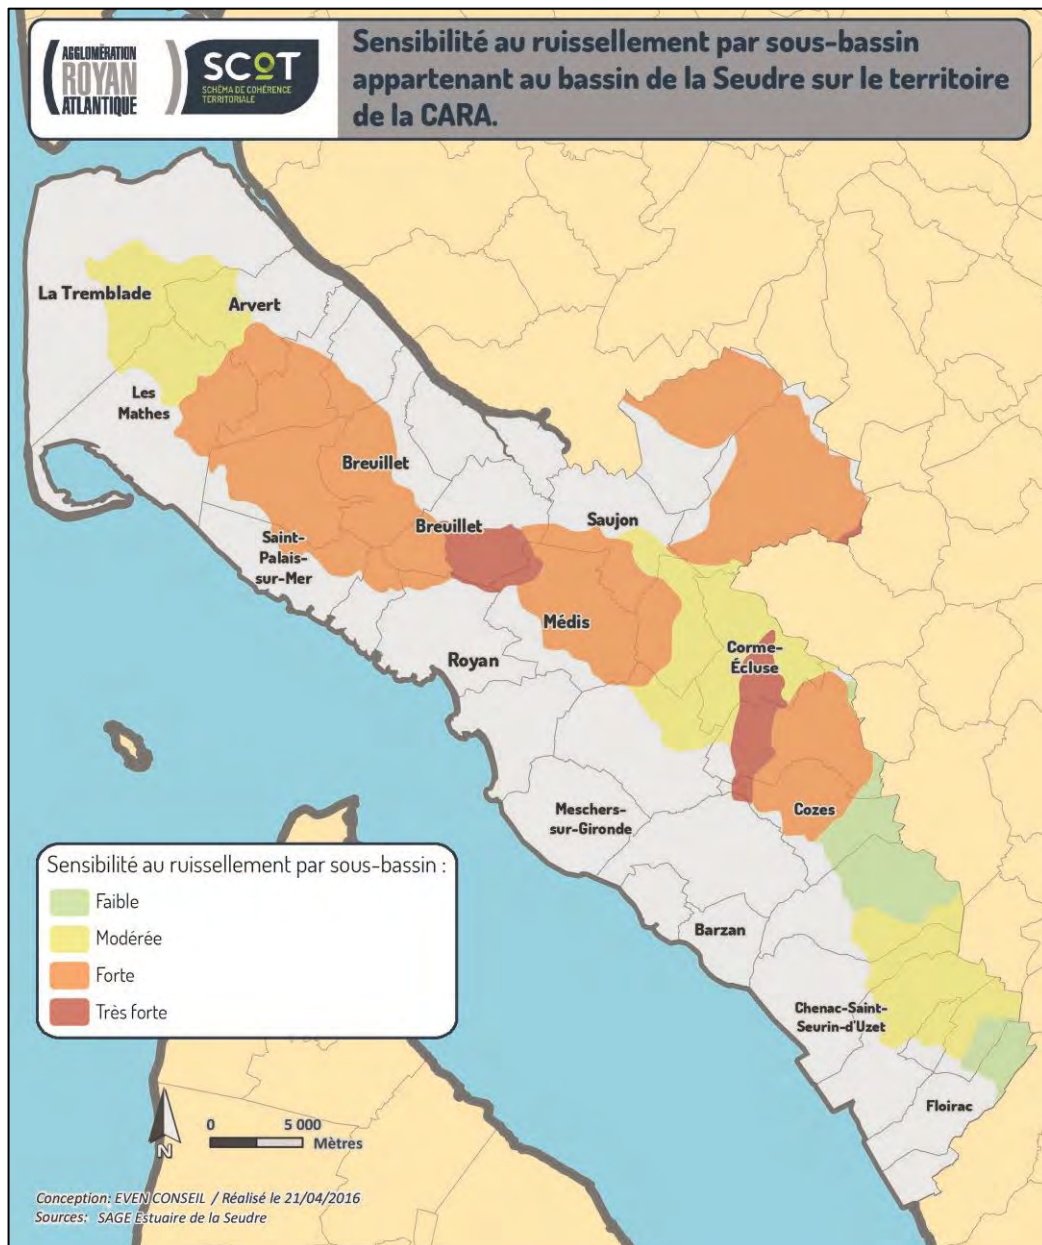 AGGLOMÉRATION
ROYAN
ATLANTIQUE
SCOT
SCHÉMA DE COHÉRENCE
TERRITORIALE
Sensibilité au ruissellement par sous-bassin
appartenant au bassin de la Seudre sur le territoire
de la CARA.
La Tremblade
Arvert
Les
Mathes
Breuillet
Breuillet
Saujon
Saint-
Palais-
sur-Mer
Médis
Royan
Corme-
Écluse
Meschers-
sur-Gironde
Cozes
Barzan
Chenac-Saint-
Seurin-d'Uzet
Floirac
Sensibilité au ruissellement par sous-bassin :
Faible
Modérée
Forte
Très forte
N
0 5 000
Mètres
Conception: EVEN CONSEIL / Réalisé le 21/04/2016
Sources: SAGE Estuaire de la Seudre